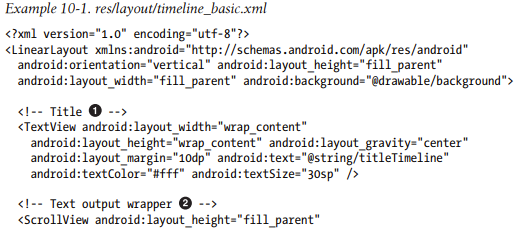 Example 10-1. res/layout/timeline_basic.xml
<?xml version="1.0" encoding="utf-8"?>
<LinearLayout xmlns:android="http://schemas.android.com/apk/res/android"
  android:orientation="vertical" android:layout_height="fill_parent"
  android:layout_width="fill_parent" android:background="@drawable/background">

  <!-- Title ❶ -->
  <TextView android:layout_width="wrap_content"
    android:layout_height="wrap_content" android:layout_gravity="center"
    android:layout_margin="10dp" android:text="@string/titleTimeline"
    android:textColor="#fff" android:textSize="30sp" />

  <!-- Text output wrapper ❷ -->
  <ScrollView android:layout_height="fill_parent"